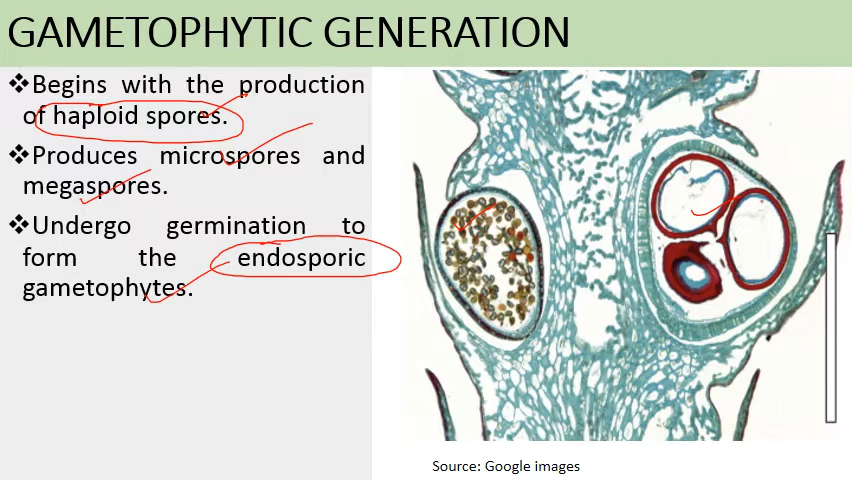 GAMETOPHYTIC GENERATION
❖Begins with the production
of haploid spores.
❖Produces microspores and
megaspores.
❖Undergo germination to
form the endosporic
gametophytes.
Source: Google images